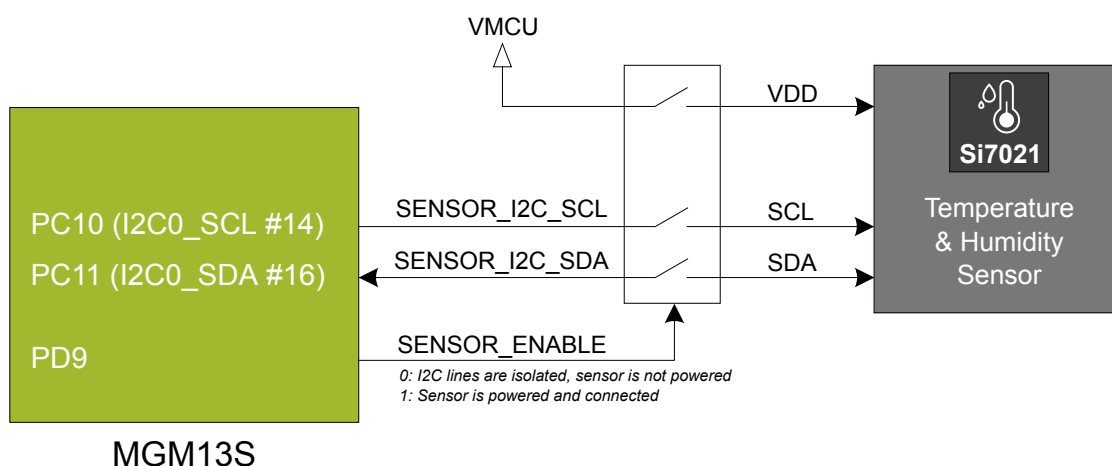 VMCU
VDD
Si7021
PC10 (I2C0_SCL #14)
SENSOR_I2C_SCL
SCL
Temperature
& Humidity
Sensor
PC11 (I2C0_SDA #16)
SENSOR_I2C_SDA
SDA
PD9
SENSOR_ENABLE
0: I2C lines are isolated, sensor is not powered
1: Sensor is powered and connected
MGM13S